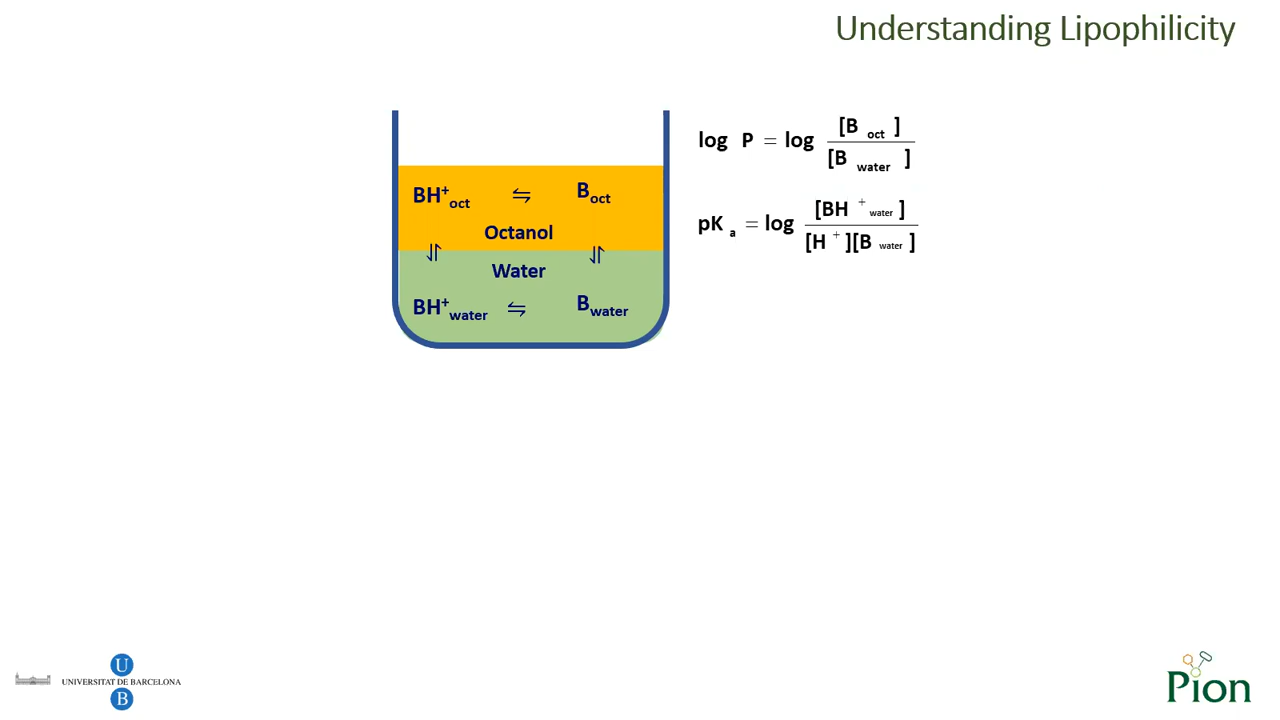 Understanding Lipophilicity
BH⁺oct ⇋ Boct
Octanol
⥯ ⥯
Water
BH⁺water ⇋ Bwater
log P = log [B oct ] / [B water ]
pK a = log [BH + water ] / [H + ][B water ]
U
UNIVERSITAT DE BARCELONA
B
Pion